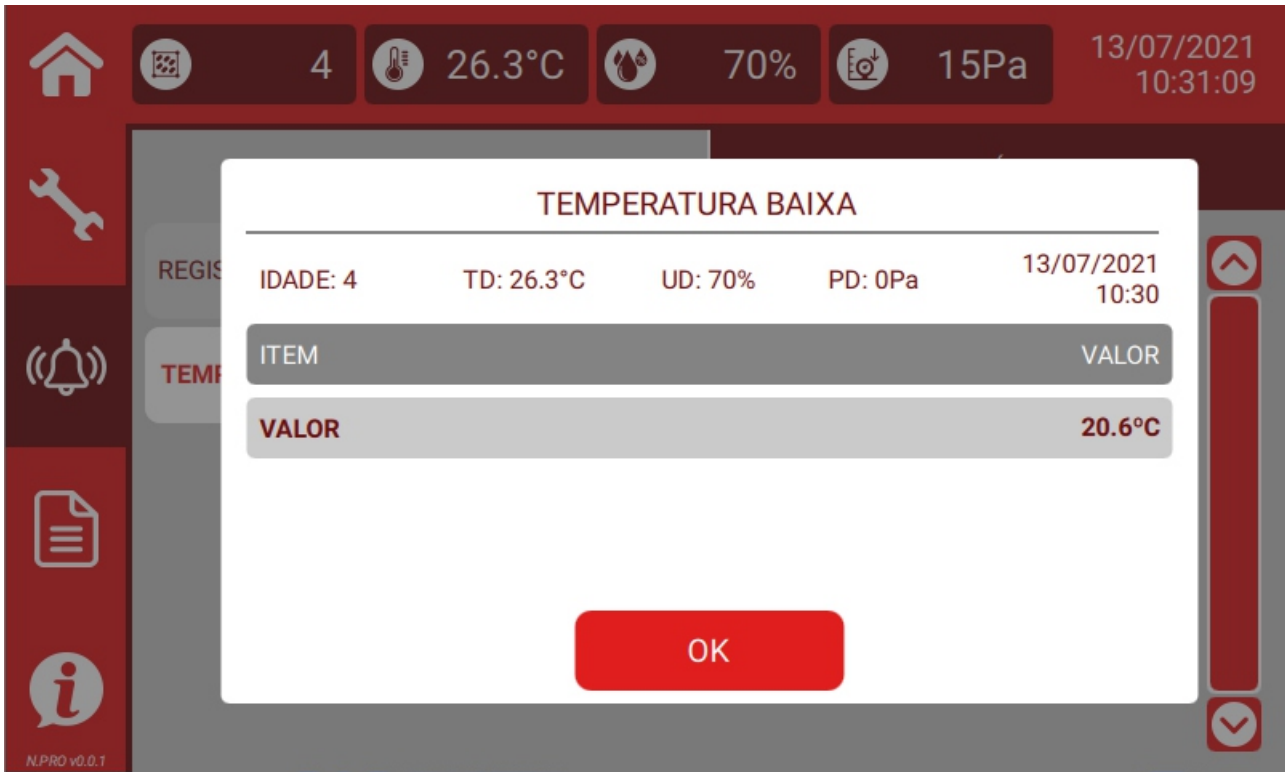 4 26.3°C 70% 15Pa 13/07/2021
10:31:09
TEMPERATURA BAIXA
IDADE: 4 TD: 26.3°C UD: 70% PD: 0Pa 13/07/2021
10:30
REGIS
ITEM VALOR
TEMP
VALOR 20.6ºC
OK
N.PRO v0.0.1